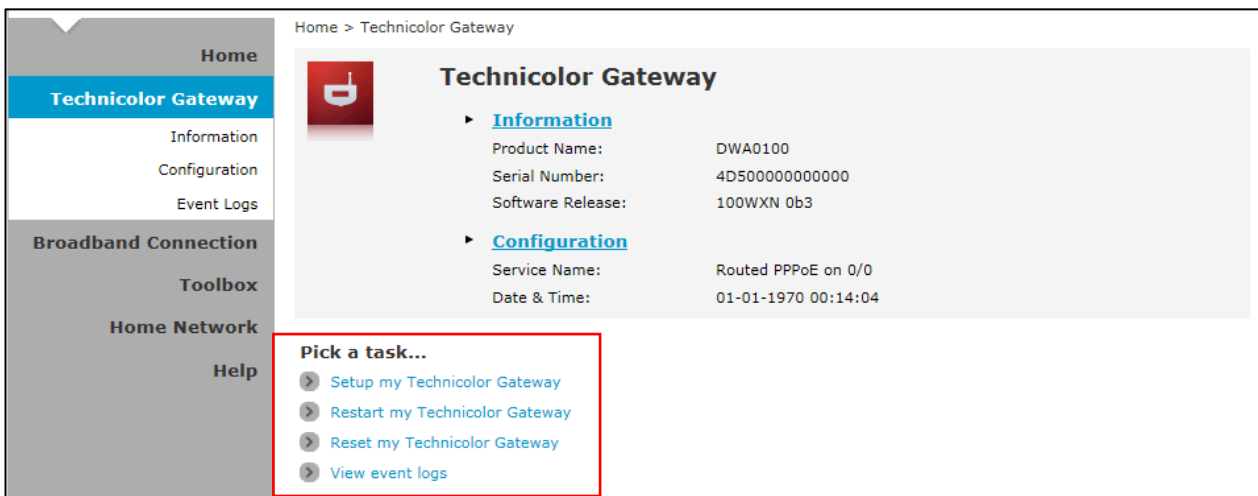 Home > Technicolor Gateway
Home
Technicolor Gateway
Information
Configuration
Event Logs
Broadband Connection
Toolbox
Home Network
Help
Technicolor Gateway
Information
Product Name: DWA0100
Serial Number: 4D500000000000
Software Release: 100WXN 0b3
Configuration
Service Name: Routed PPPoE on 0/0
Date & Time: 01-01-1970 00:14:04
Pick a task...
Setup my Technicolor Gateway
Restart my Technicolor Gateway
Reset my Technicolor Gateway
View event logs